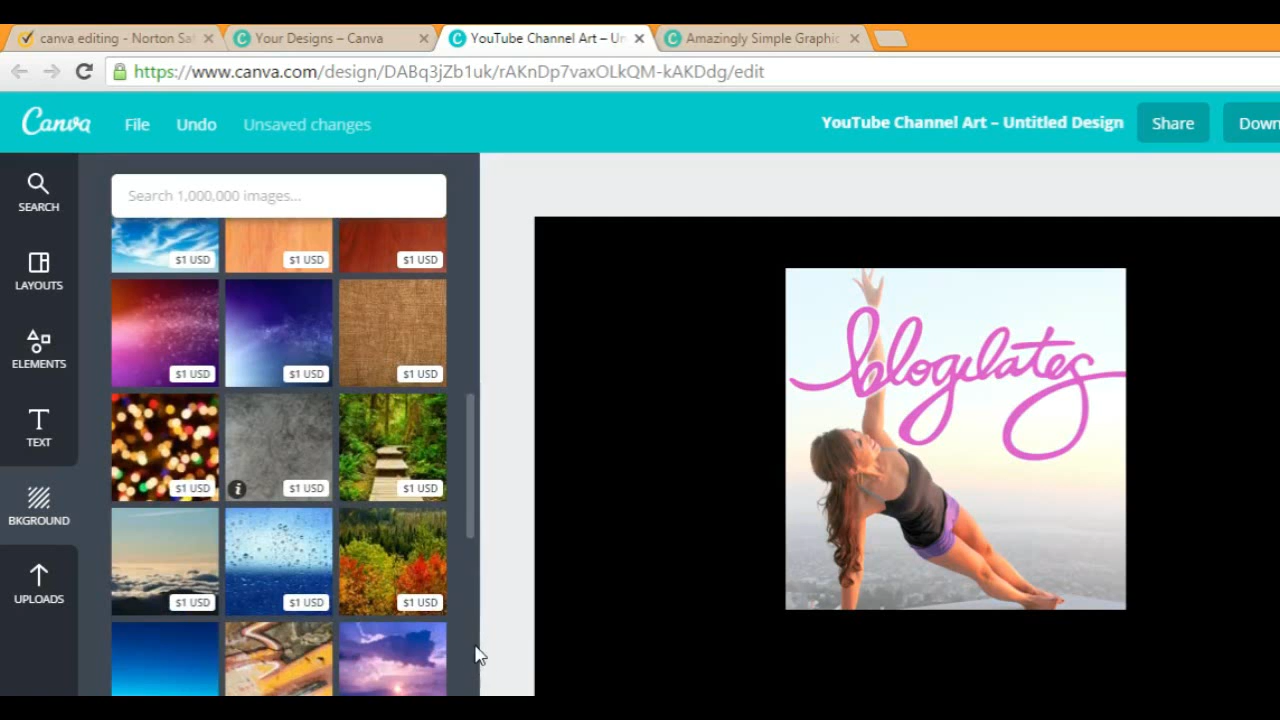 canva editing - Norton Sa
Your Designs – Canva
YouTube Channel Art – Un
Amazingly Simple Graphic
https://www.canva.com/design/DABq3jZb1uk/rAKnDp7vaxOLkQM-kAKDdg/edit
Canva
File
Undo
Unsaved changes
YouTube Channel Art – Untitled Design
Share
Down
SEARCH
LAYOUTS
ELEMENTS
TEXT
BKGROUND
UPLOADS
Search 1,000,000 images...
$1 USD $1 USD $1 USD
$1 USD $1 USD $1 USD
$1 USD i $1 USD $1 USD
$1 USD $1 USD $1 USD
blogilates